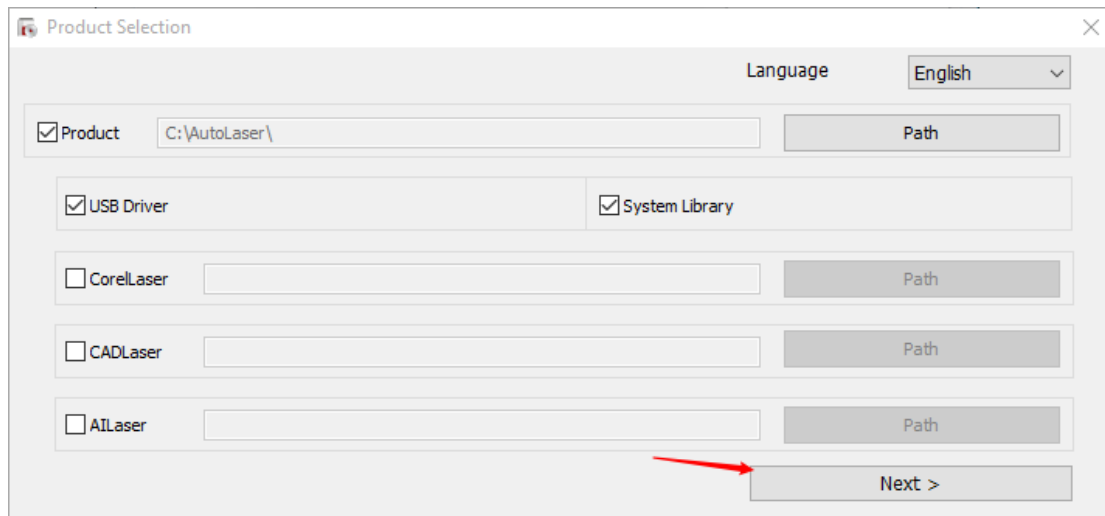 Product Selection
Language English
Product C:\AutoLaser\ Path
USB Driver System Library
CorelLaser Path
CADLaser Path
AILaser Path
Next >